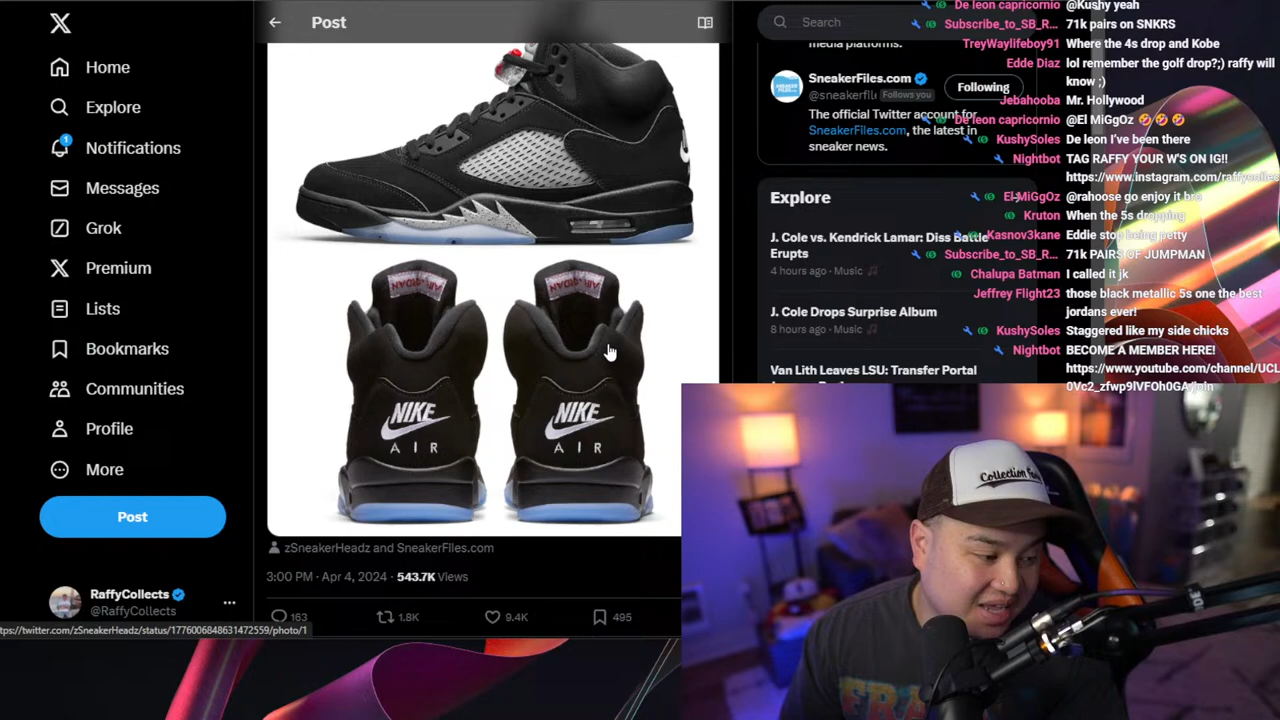 Post
Home
Explore
1
Notifications
Messages
Grok
Premium
Lists
Bookmarks
Communities
Profile
More
Post
RaffyCollects
@RaffyCollects
https://twitter.com/zSneakerHeadz/status/1776006848631472559/photo/1
NIKE
AIR
NIKE
AIR
zSneakerHeadz and SneakerFiles.com
3:00 PM · Apr 4, 2024 · 543.7K Views
163 1.8K 9.4K 495
Search
media platforms.
SneakerFiles.com
Follows you
Following
The official Twitter account for
SneakerFiles.com, the latest in
sneaker news.
Explore
J. Cole vs. Kendrick Lamar: Diss Battle
Erupts
4 hours ago · Music
J. Cole Drops Surprise Album
8 hours ago · Music
Van Lith Leaves LSU: Transfer Portal
De leon capricornio @Kushy yeah
Subscribe_to_SB_R... 71k pairs on SNKRS
TreyWaylifeboy91 Where the 4s drop and Kobe
Edde Diaz lol remember the golf drop?;) raffy will
know ;)
Jebahooba Mr. Hollywood
De leon capricornio @El MiGgOz 🤣🤣🤣
KushySoles De leon I've been there
Nightbot TAG RAFFY YOUR W'S ON IG!!
El MiGgOz @rahoose go enjoy it bro
Kruton When the 5s dropping
Kasnov3kane Eddie stop being petty
Subscribe_to_SB_R... 71k PAIRS OF JUMPMAN
Chalupa Batman I called it jk
Jeffrey Flight23 those black metallic 5s one the best
jordans ever!
KushySoles Staggered like my side chicks
Nightbot BECOME A MEMBER HERE!
https://www.youtube.com/channel/UCL